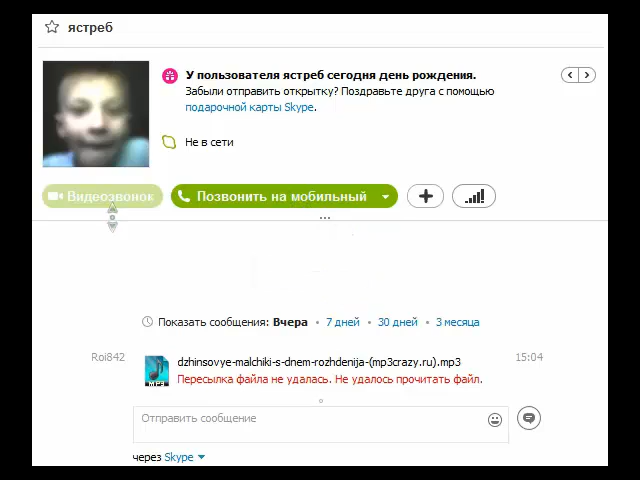 ястреб
У пользователя ястреб сегодня день рождения.
Забыли отправить открытку? Поздравьте друга с помощью
подарочной карты Skype.
Не в сети
Видеозвонок
Позвонить на мобильный
Показать сообщения: Вчера • 7 дней • 30 дней • 3 месяца
Roi842
dzhinsovye-malchiki-s-dnem-rozhdenija-(mp3crazy.ru).mp3
15:04
MP3
Пересылка файла не удалась. Не удалось прочитать файл.
Отправить сообщение
через Skype